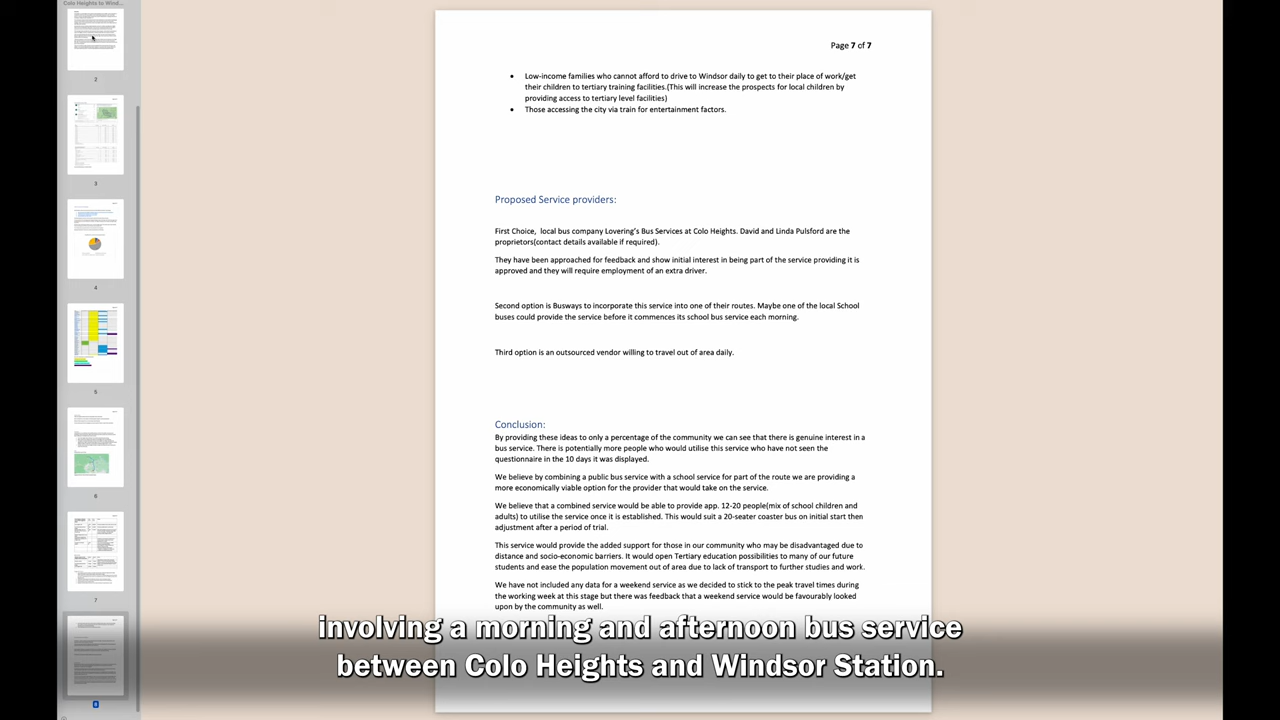 Colo Heights to Wind...
2
3
4
5
6
7
8
Page 7 of 7
• Low-income families who cannot afford to drive to Windsor daily to get to their place of work/get
their children to tertiary training facilities.(This will increase the prospects for local children by
providing access to tertiary level facilities)
• Those accessing the city via train for entertainment factors.
Proposed Service providers:
First Choice, local bus company Lovering's Bus Services at Colo Heights. David and Linda Pulsford are the
proprietors(contact details available if required).
They have been approached for feedback and show initial interest in being part of the service providing it is
approved and they will require employment of an extra driver.
Second option is Busways to incorporate this service into one of their routes. Maybe one of the local School
buses could provide the service before it commences its school bus service each morning.
Third option is an outsourced vendor willing to travel out of area daily.
Conclusion:
By providing these ideas to only a percentage of the community we can see that there is genuine interest in a
bus service. There is potentially more people who would utilise this service who have not seen the
questionnaire in the 10 days it was displayed.
We believe by combining a public bus service with a school service for part of the route we are providing a
more economically viable option for the provider that would take on the service.
We believe that a combined service would be able to provide app. 12-20 people(mix of school children and
adults) to utilise the service once it is established. This would suit a 20-seater coaster bus on initial start then
adjustment after a period of trial.
This service would provide the added support for those in our community who may be disadvantaged due to
distance and socio-economic barriers. It would open Tertiary education possibilities to many of our future
students and ease the population movement out of area due to lack of transport to further studies and work.
We have not included any data for a weekend service as we decided to stick to the peak travel times during
the working week at this stage but there was feedback that a weekend service would be favourably looked
upon by the community as well.
involving a morning and afternoon bus service
between Colo Heights and Windsor Station.